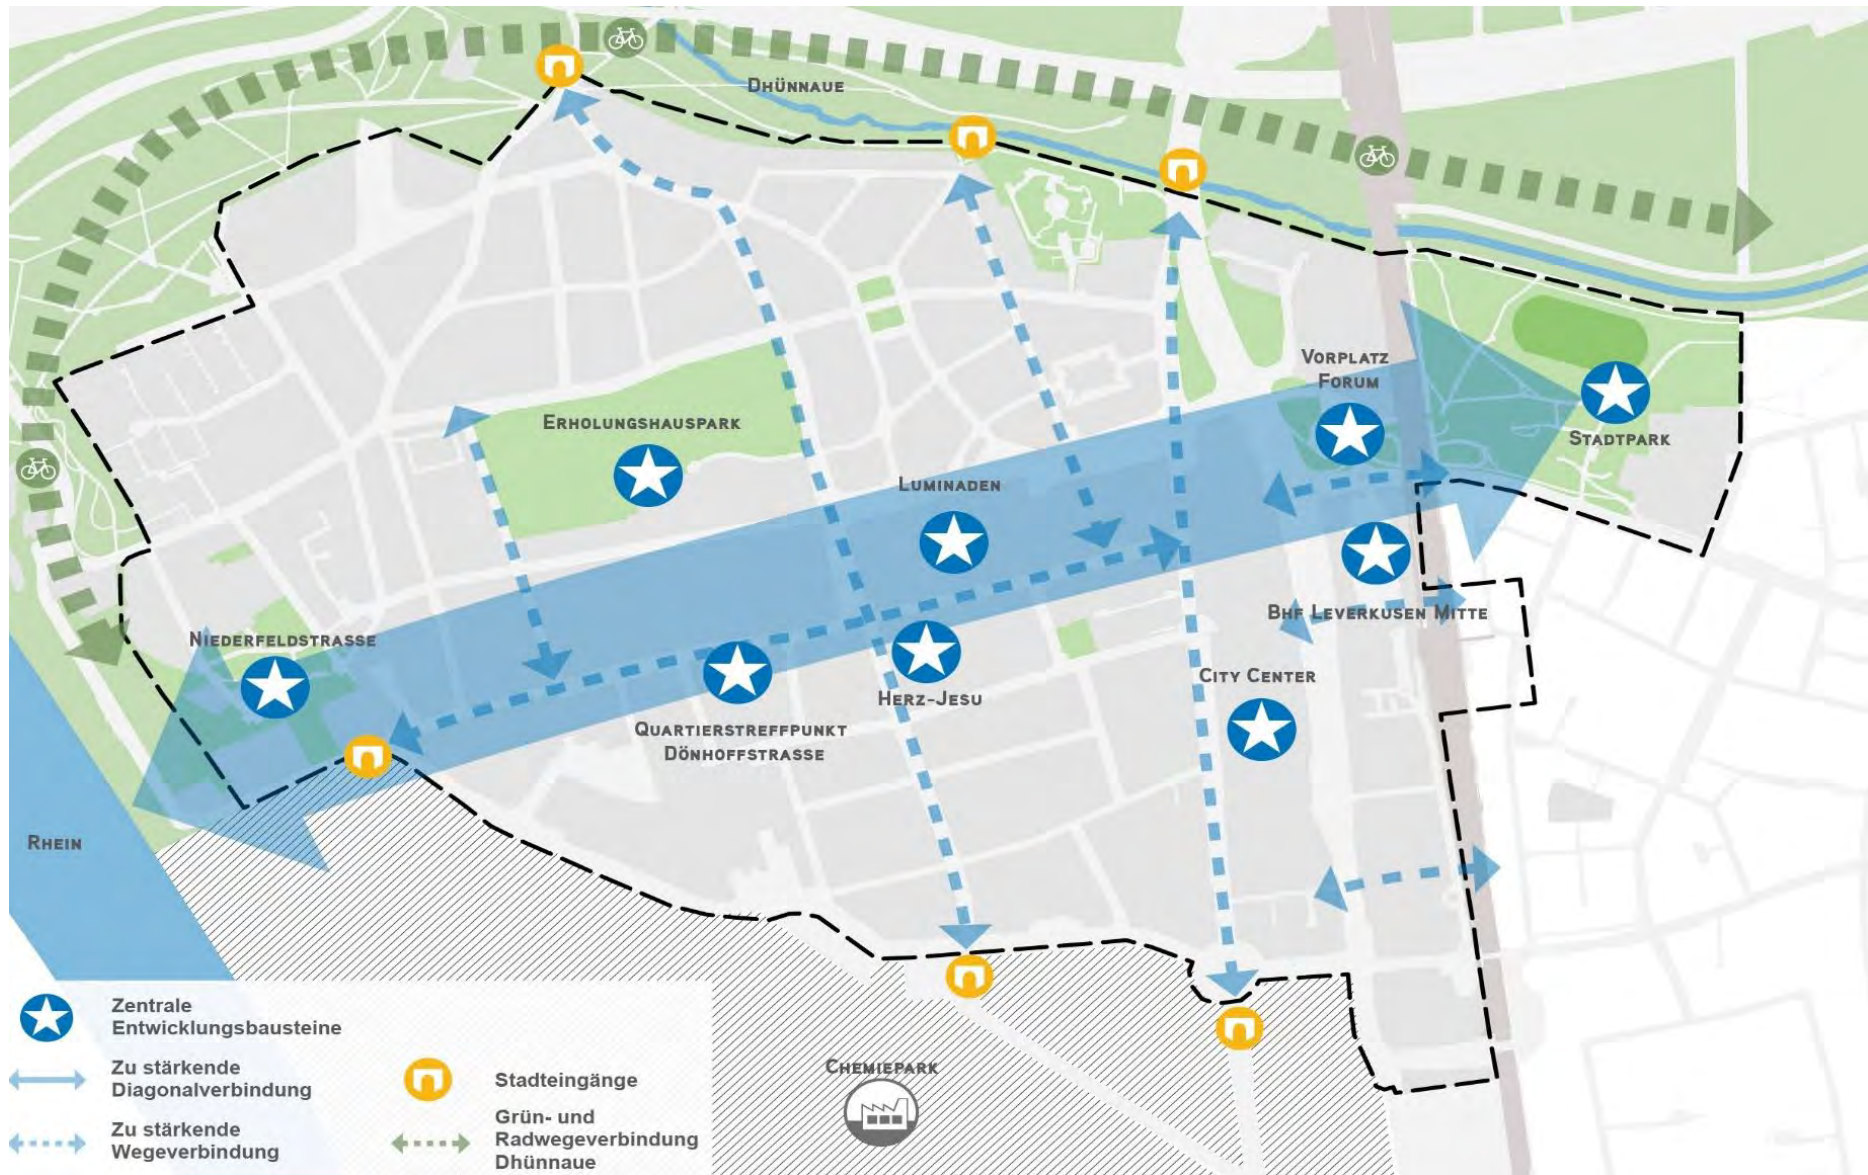 Dhünnaue
Vorplatz
Forum
Erholungshauspark
Stadtpark
Luminaden
Bhf Leverkusen Mitte
Niederfeldstrasse
City Center
Herz-Jesu
Quartierstreffpunkt
Dönhoffstrasse
Rhein
Chemiepark
Zentrale
Entwicklungsbausteine
Zu stärkende
Diagonalverbindung
Zu stärkende
Wegeverbindung
Stadteingänge
Grün- und
Radwegeverbindung
Dhünnaue